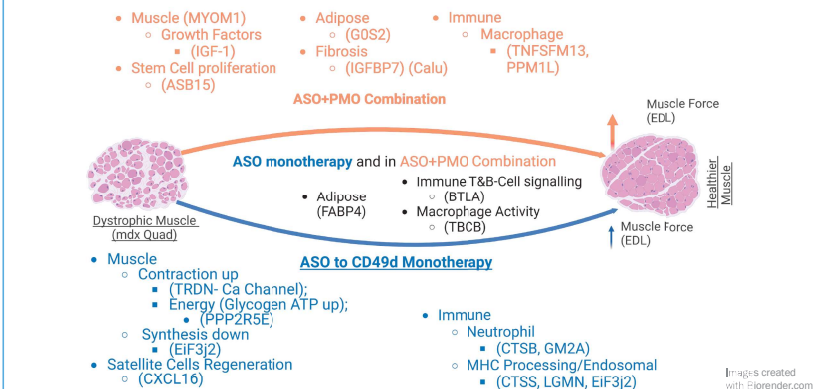 • Muscle (MYOM1)
○ Growth Factors
▪ (IGF-1)
• Stem Cell proliferation
○ (ASB15)
• Adipose
○ (G0S2)
• Fibrosis
○ (IGFBP7) (Calu)
• Immune
○ Macrophage
▪ (TNFSFM13,
PPM1L)
ASO+PMO Combination
Muscle Force
(EDL)
ASO monotherapy and in ASO+PMO Combination
• Adipose
(FABP4)
• Immune T&B-Cell signalling
○ (BTLA)
• Macrophage Activity
○ (TBCB)
Dystrophic Muscle
(mdx Quad)
Healthier
Muscle
Muscle Force
(EDL)
ASO to CD49d Monotherapy
• Muscle
○ Contraction up
▪ (TRDN- Ca Channel);
▪ Energy (Glycogen ATP up);
• (PPP2R5E)
○ Synthesis down
▪ (EiF3j2)
• Satellite Cells Regeneration
○ (CXCL16)
• Immune
○ Neutrophil
▪ (CTSB, GM2A)
○ MHC Processing/Endosomal
▪ (CTSS, LGMN, EiF3j2)
Images created
with Biorender.com